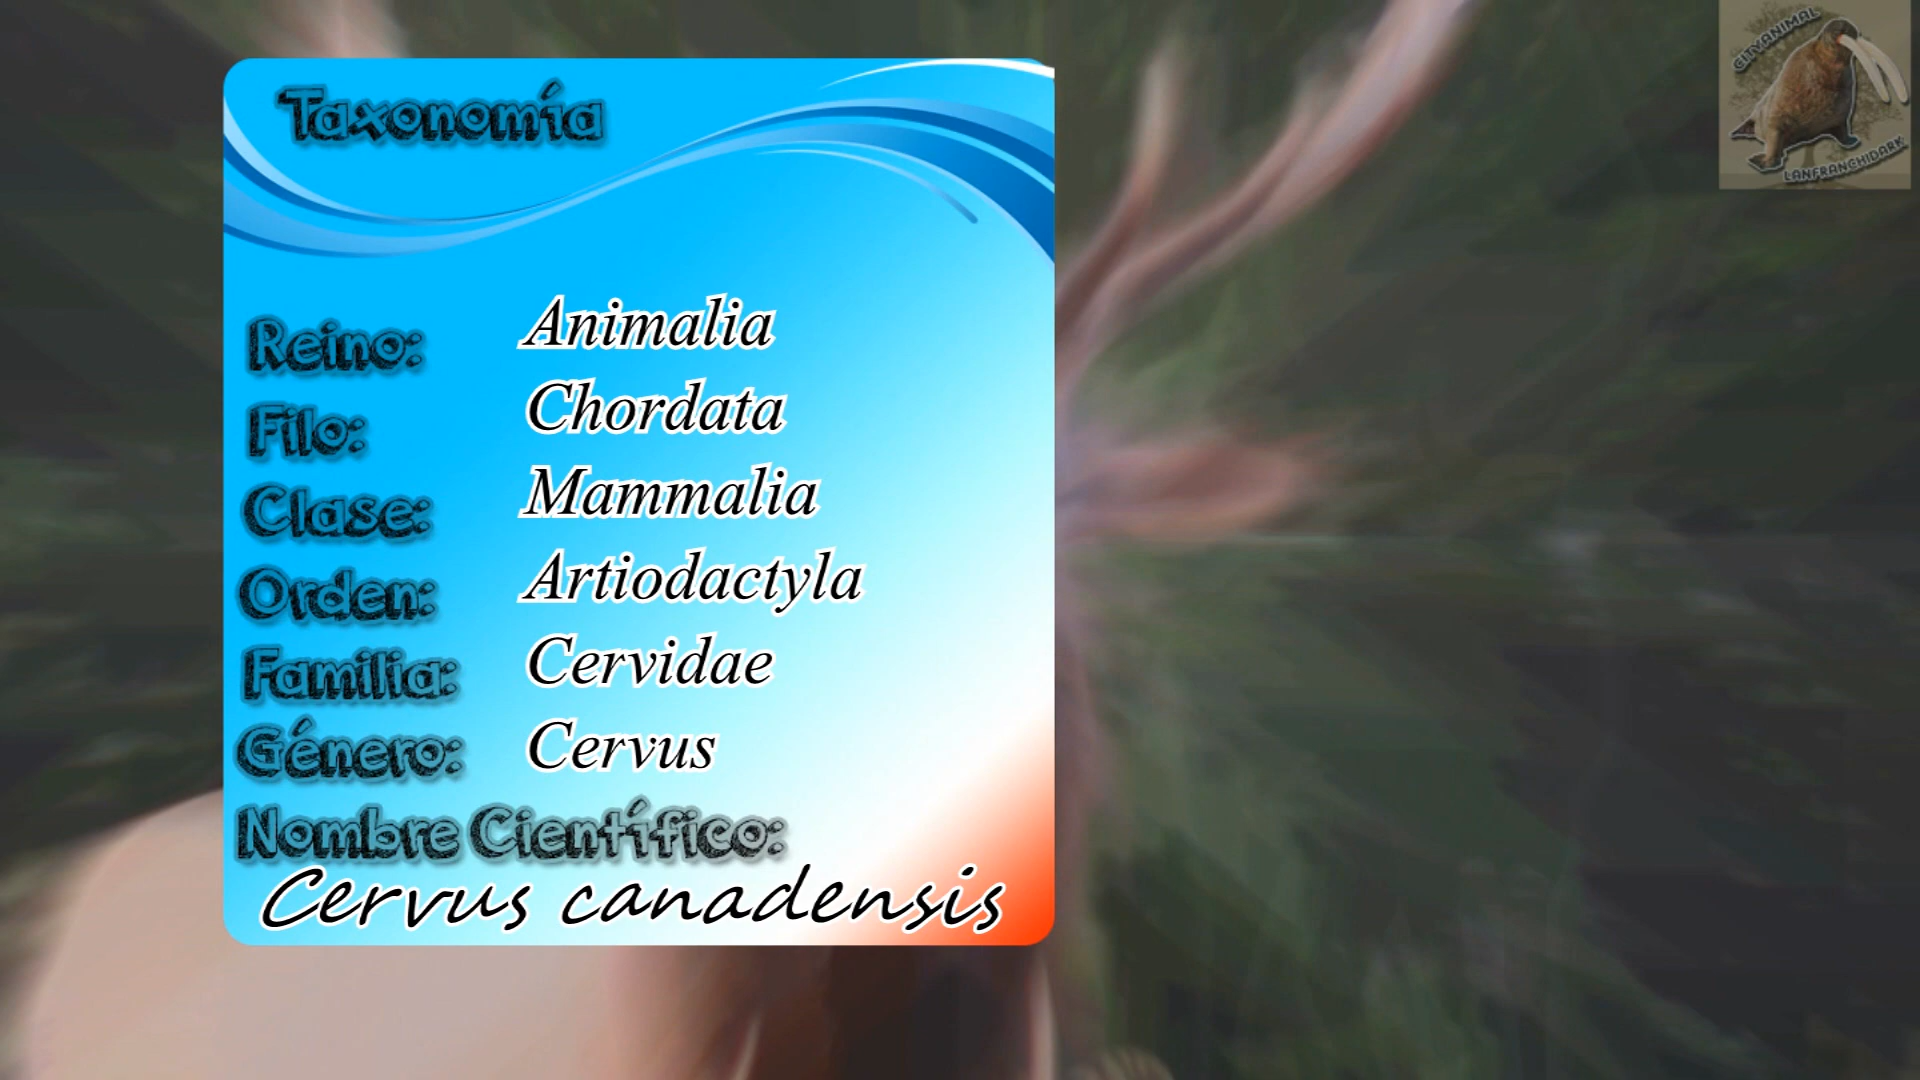 Taxonomía
Reino: Animalia
Filo: Chordata
Clase: Mammalia
Orden: Artiodactyla
Familia: Cervidae
Género: Cervus
Nombre Científico:
Cervus canadensis
CITYANIMAL
LANFRANCHIDARK